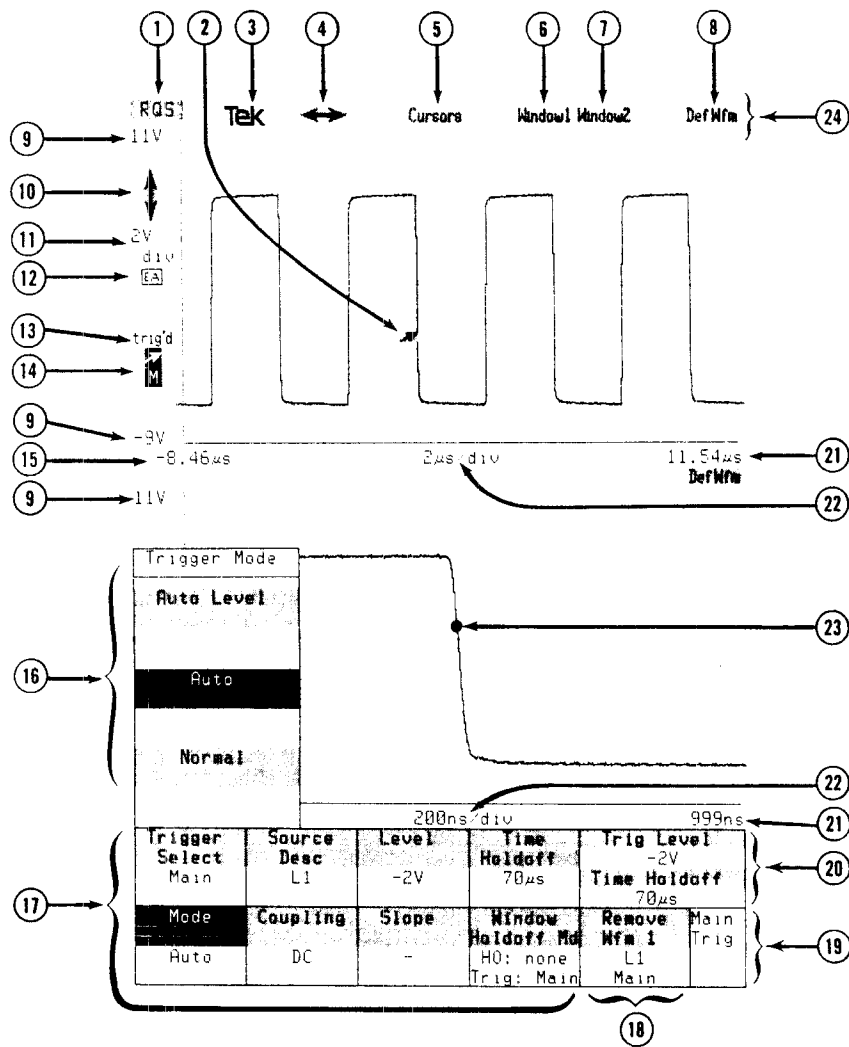 1 2 3 4 5 6 7 8
RQS Tek Cursors Window1 Window2 DefWfm 24
9 11V
10
11 2V
div
12 EA
13 trig'd
14 M
9 -9V
15 -8.46µs 2µs/div 11.54µs 21
DefWfm
9 11V 22
Trigger Mode
Auto Level
23
16 Auto
Normal
22
200ns/div 999ns 21
Trigger Select Main
Source Desc L1
Level -2V
Time Holdoff 70µs
Trig Level -2V
Time Holdoff 70µs
20
17
Mode Auto
Coupling DC
Slope -
Window Holdoff Md
HO: none
Trig: Main
Remove Wfm 1
L1
Main
Main Trig
19
18